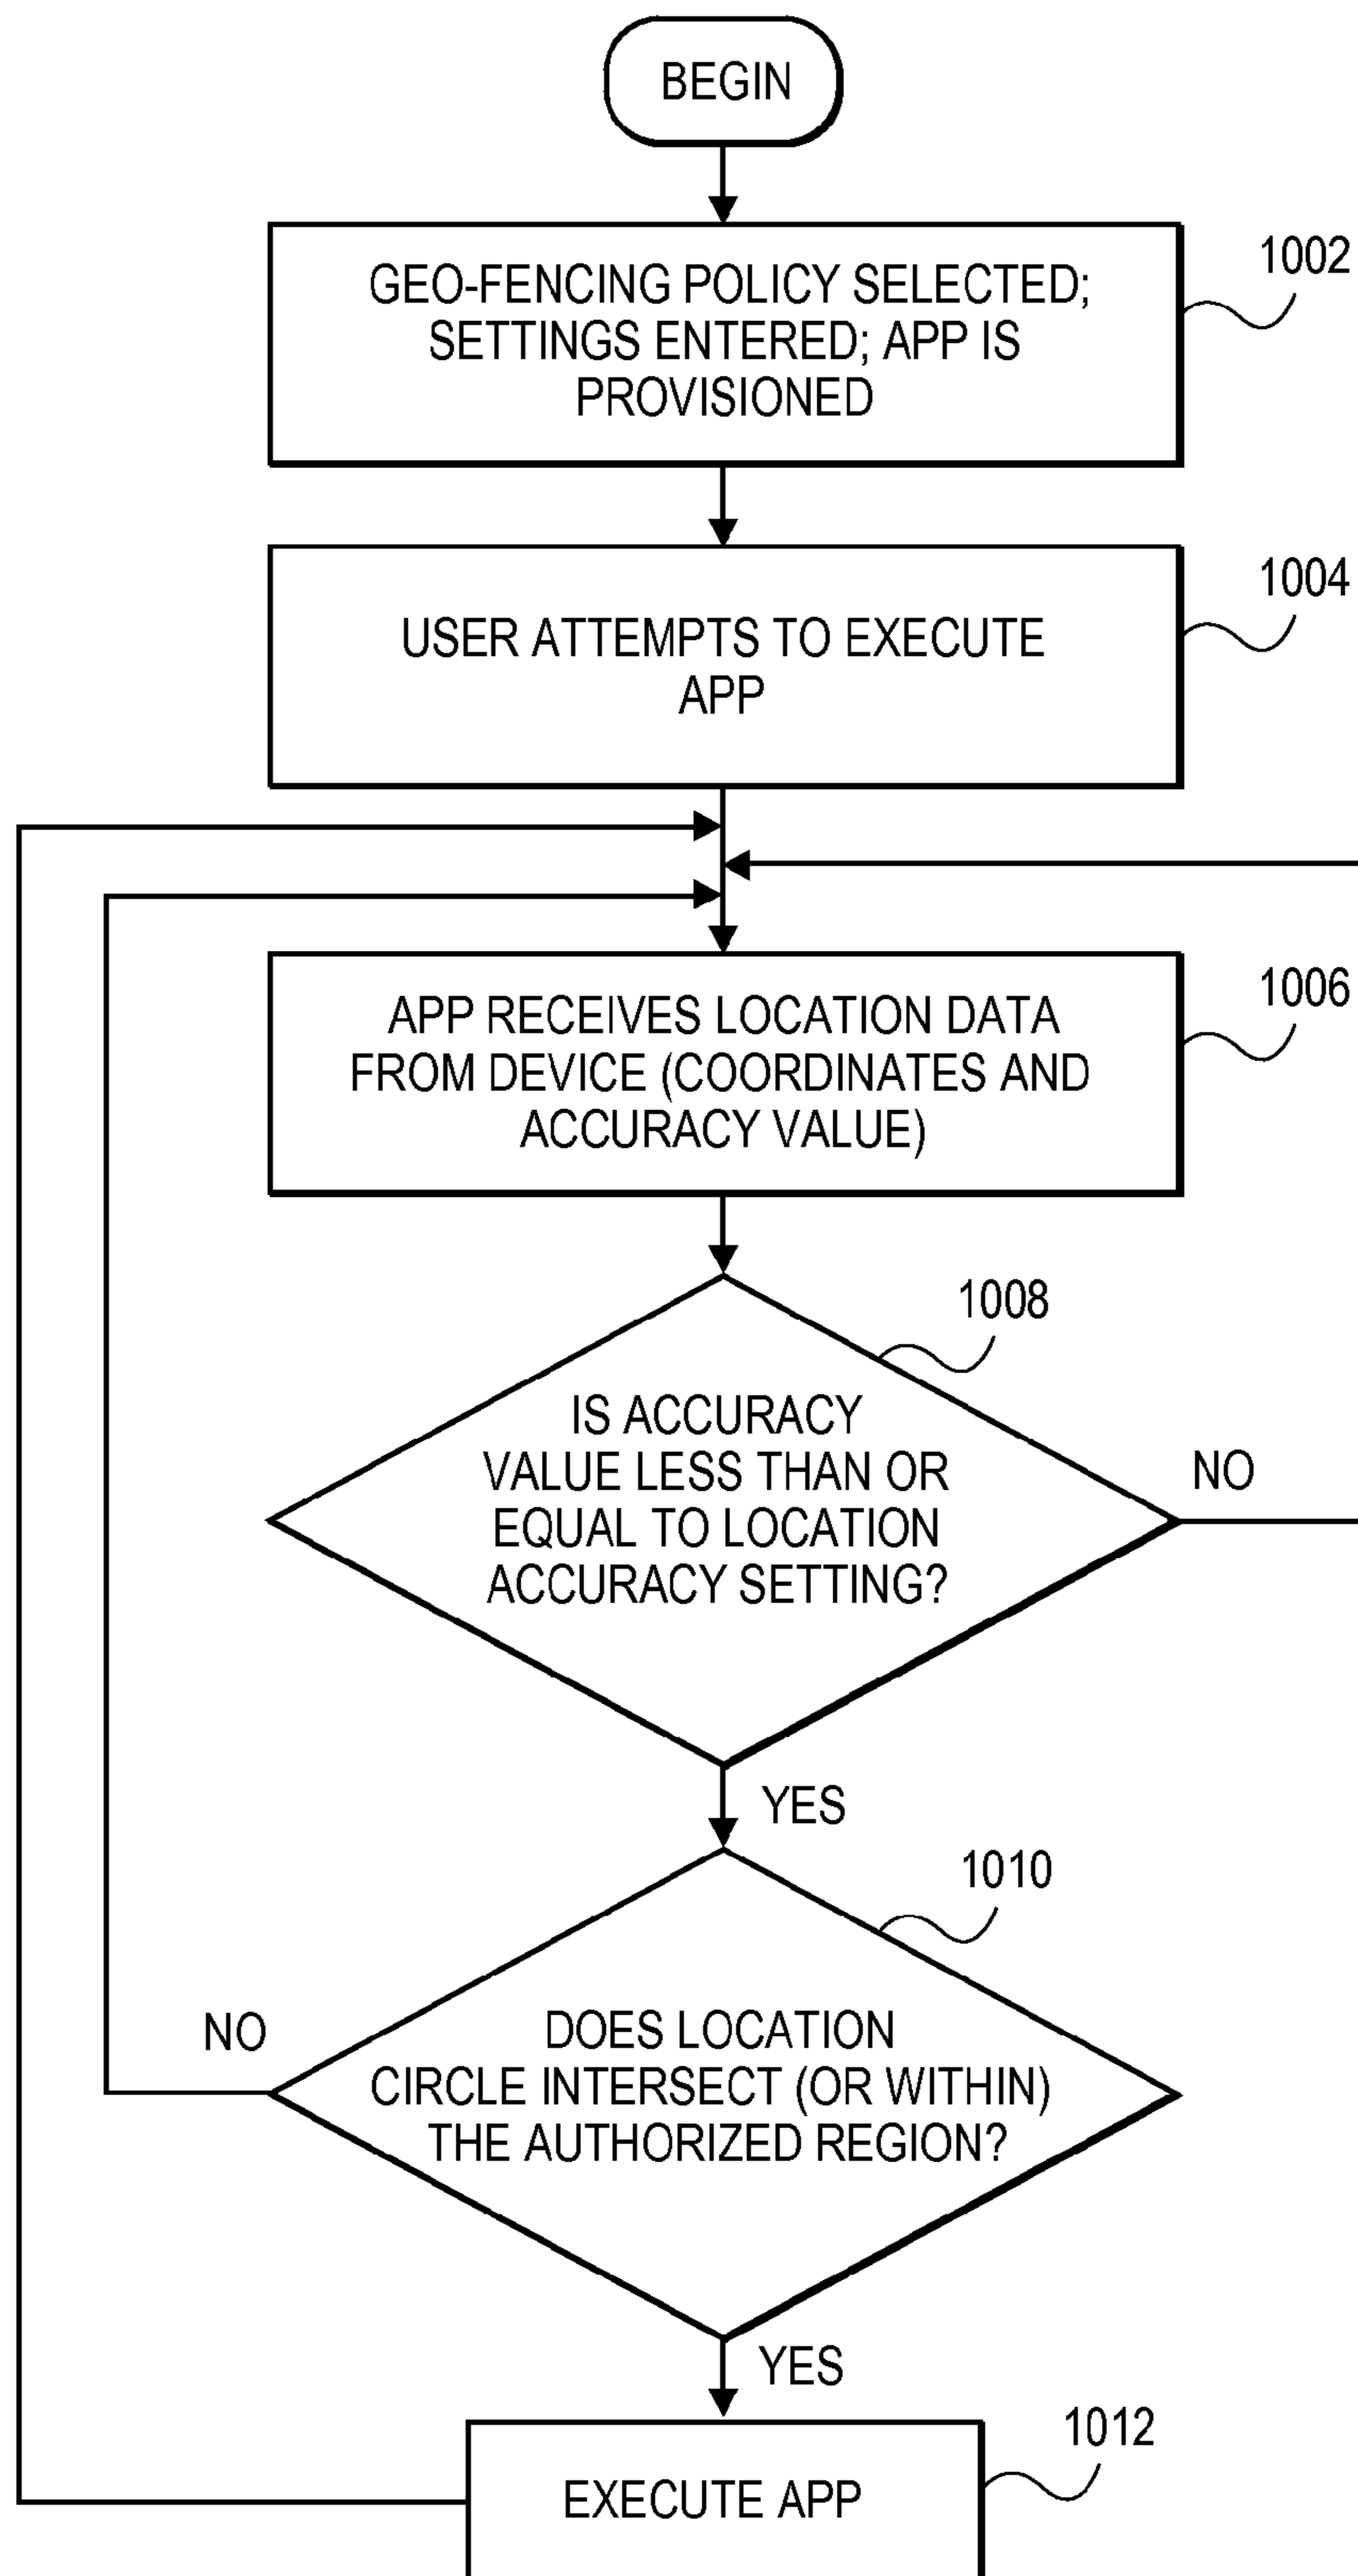 BEGIN
1002
GEO-FENCING POLICY SELECTED;
SETTINGS ENTERED; APP IS
PROVISIONED
1004
USER ATTEMPTS TO EXECUTE
APP
1006
APP RECEIVES LOCATION DATA
FROM DEVICE (COORDINATES AND
ACCURACY VALUE)
1008
IS ACCURACY
VALUE LESS THAN OR
EQUAL TO LOCATION
ACCURACY SETTING?
NO
YES
1010
DOES LOCATION
CIRCLE INTERSECT (OR WITHIN)
THE AUTHORIZED REGION?
NO
YES
1012
EXECUTE APP